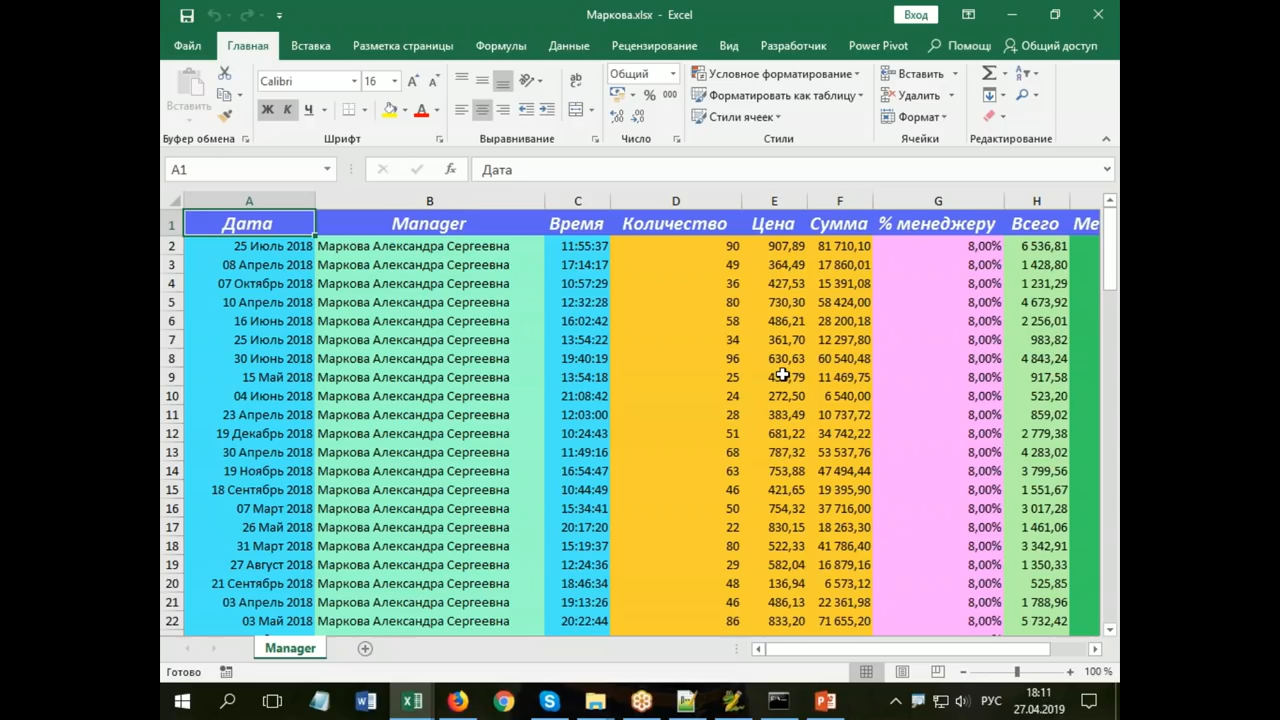 Маркова.xlsx - Excel
Вход
Файл Главная Вставка Разметка страницы Формулы Данные Рецензирование Вид Разработчик Power Pivot Помощ Общий доступ
Вставить
Calibri 16
Ж К Ч
Общий
% 000
Условное форматирование
Форматировать как таблицу
Стили ячеек
Вставить
Удалить
Формат
Буфер обмена Шрифт Выравнивание Число Стили Ячейки Редактирование
A1 fx Дата
A B C D E F G H
1 Дата Manager Время Количество Цена Сумма % менеджеру Всего Ме
2 25 Июль 2018 Маркова Александра Сергеевна 11:55:37 90 907,89 81 710,10 8,00% 6 536,81
3 08 Апрель 2018 Маркова Александра Сергеевна 17:14:17 49 364,49 17 860,01 8,00% 1 428,80
4 07 Октябрь 2018 Маркова Александра Сергеевна 10:57:29 36 427,53 15 391,08 8,00% 1 231,29
5 10 Апрель 2018 Маркова Александра Сергеевна 12:32:28 80 730,30 58 424,00 8,00% 4 673,92
6 16 Июнь 2018 Маркова Александра Сергеевна 16:02:42 58 486,21 28 200,18 8,00% 2 256,01
7 25 Июль 2018 Маркова Александра Сергеевна 13:54:22 34 361,70 12 297,80 8,00% 983,82
8 30 Июнь 2018 Маркова Александра Сергеевна 19:40:19 96 630,63 60 540,48 8,00% 4 843,24
9 15 Май 2018 Маркова Александра Сергеевна 13:54:18 25 11 469,75 8,00% 917,58
10 04 Июнь 2018 Маркова Александра Сергеевна 21:08:42 24 272,50 6 540,00 8,00% 523,20
11 23 Апрель 2018 Маркова Александра Сергеевна 12:03:00 28 383,49 10 737,72 8,00% 859,02
12 19 Декабрь 2018 Маркова Александра Сергеевна 10:24:43 51 681,22 34 742,22 8,00% 2 779,38
13 30 Апрель 2018 Маркова Александра Сергеевна 11:49:16 68 787,32 53 537,76 8,00% 4 283,02
14 19 Ноябрь 2018 Маркова Александра Сергеевна 16:54:47 63 753,88 47 494,44 8,00% 3 799,56
15 18 Сентябрь 2018 Маркова Александра Сергеевна 10:44:49 46 421,65 19 395,90 8,00% 1 551,67
16 07 Март 2018 Маркова Александра Сергеевна 15:34:41 50 754,32 37 716,00 8,00% 3 017,28
17 26 Май 2018 Маркова Александра Сергеевна 20:17:20 22 830,15 18 263,30 8,00% 1 461,06
18 31 Март 2018 Маркова Александра Сергеевна 15:19:37 80 522,33 41 786,40 8,00% 3 342,91
19 27 Август 2018 Маркова Александра Сергеевна 12:24:36 29 582,04 16 879,16 8,00% 1 350,33
20 21 Сентябрь 2018 Маркова Александра Сергеевна 18:46:34 48 136,94 6 573,12 8,00% 525,85
21 03 Апрель 2018 Маркова Александра Сергеевна 19:13:26 46 486,13 22 361,98 8,00% 1 788,96
22 03 Май 2018 Маркова Александра Сергеевна 20:22:44 86 833,20 71 655,20 8,00% 5 732,42
Manager
Готово 100 %
РУС 18:11
27.04.2019